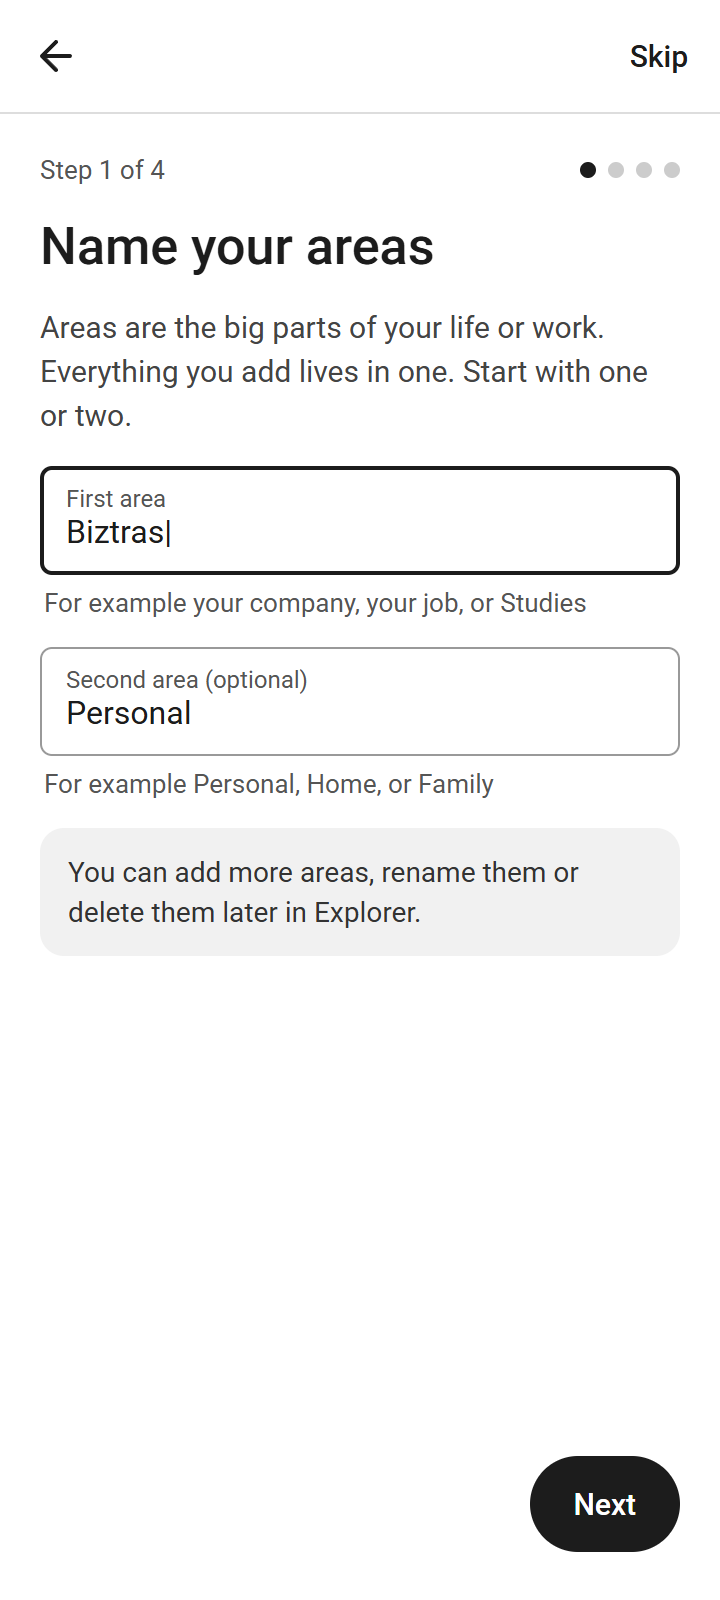 Skip
Step 1 of 4
Name your areas
Areas are the big parts of your life or work.
Everything you add lives in one. Start with one
or two.
First area
Biztras
For example your company, your job, or Studies
Second area (optional)
Personal
For example Personal, Home, or Family
You can add more areas, rename them or
delete them later in Explorer.
Next